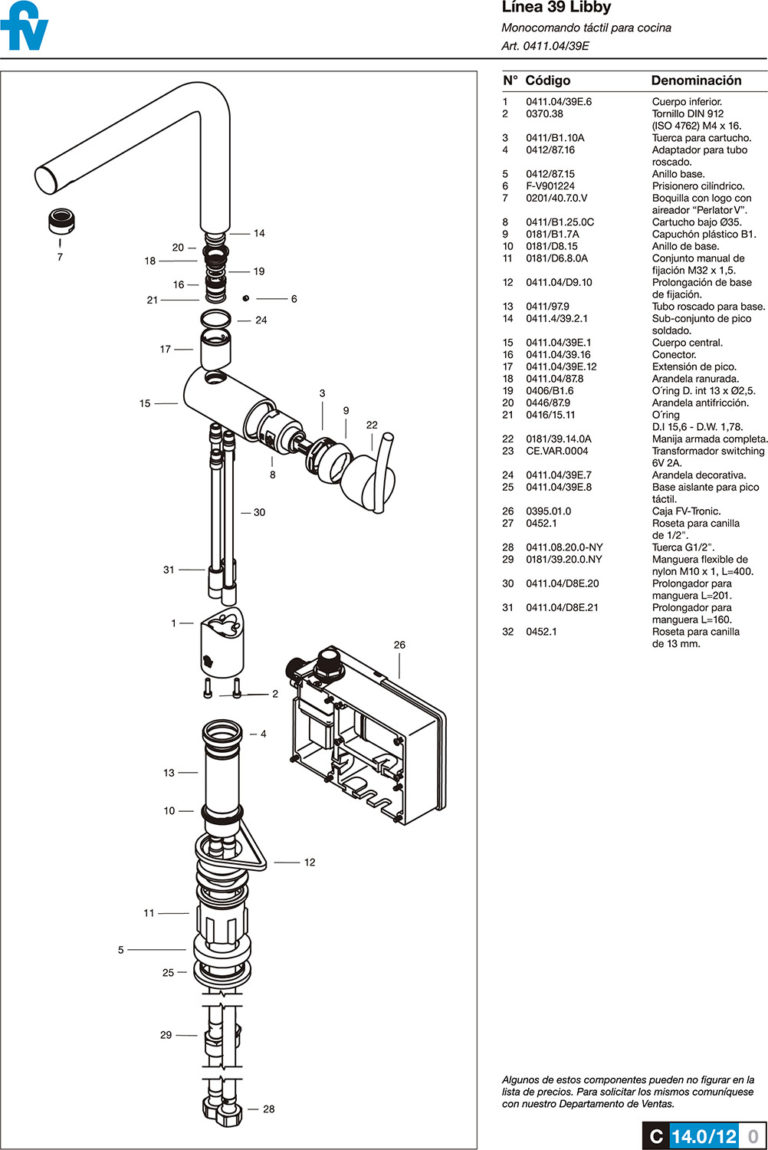 fv
Línea 39 Libby
Monocomando táctil para cocina
Art. 0411.04/39E
N° Código Denominación
1 0411.04/39E.6 Cuerpo inferior.
2 0370.38 Tornillo DIN 912
(ISO 4762) M4 x 16.
3 0411/B1.10A Tuerca para cartucho.
4 0412/87.16 Adaptador para tubo
roscado.
5 0412/87.15 Anillo base.
6 F-V901224 Prisionero cilíndrico.
7 0201/40.7.0.V Boquilla con logo con
aireador “Perlator V”.
8 0411/B1.25.0C Cartucho bajo Ø35.
9 0181/B1.7A Capuchón plástico B1.
10 0181/D8.15 Anillo de base.
11 0181/D6.8.0A Conjunto manual de
fijación M32 x 1,5.
12 0411.04/D9.10 Prolongación de base
de fijación.
13 0411/97.9 Tubo roscado para base.
14 0411.4/39.2.1 Sub-conjunto de pico
soldado.
15 0411.04/39E.1 Cuerpo central.
16 0411.04/39.16 Conector.
17 0411.04/39E.12 Extensión de pico.
18 0411.04/87.8 Arandela ranurada.
19 0406/B1.6 O´ring D. int 13 x Ø2,5.
20 0446/87.9 Arandela antifricción.
21 0416/15.11 O´ring
D.I 15,6 - D.W. 1,78.
22 0181/39.14.0A Manija armada completa.
23 CE.VAR.0004 Transformador switching
6V 2A.
24 0411.04/39E.7 Arandela decorativa.
25 0411.04/39E.8 Base aislante para pico
táctil.
26 0395.01.0 Caja FV-Tronic.
27 0452.1 Roseta para canilla
de 1/2".
28 0411.08.20.0-NY Tuerca G1/2".
29 0181/39.20.0.NY Manguera flexible de
nylon M10 x 1, L=400.
30 0411.04/D8E.20 Prolongador para
manguera L=201.
31 0411.04/D8E.21 Prolongador para
manguera L=160.
32 0452.1 Roseta para canilla
de 13 mm.
7
14
20
18
19
16
21
6
24
17
15
3
9
22
8
30
31
1
26
2
4
13
10
12
11
5
25
29
28
fv
Algunos de estos componentes pueden no figurar en la
lista de precios. Para solicitar los mismos comuníquese
con nuestro Departamento de Ventas.
C 14.0/12 0